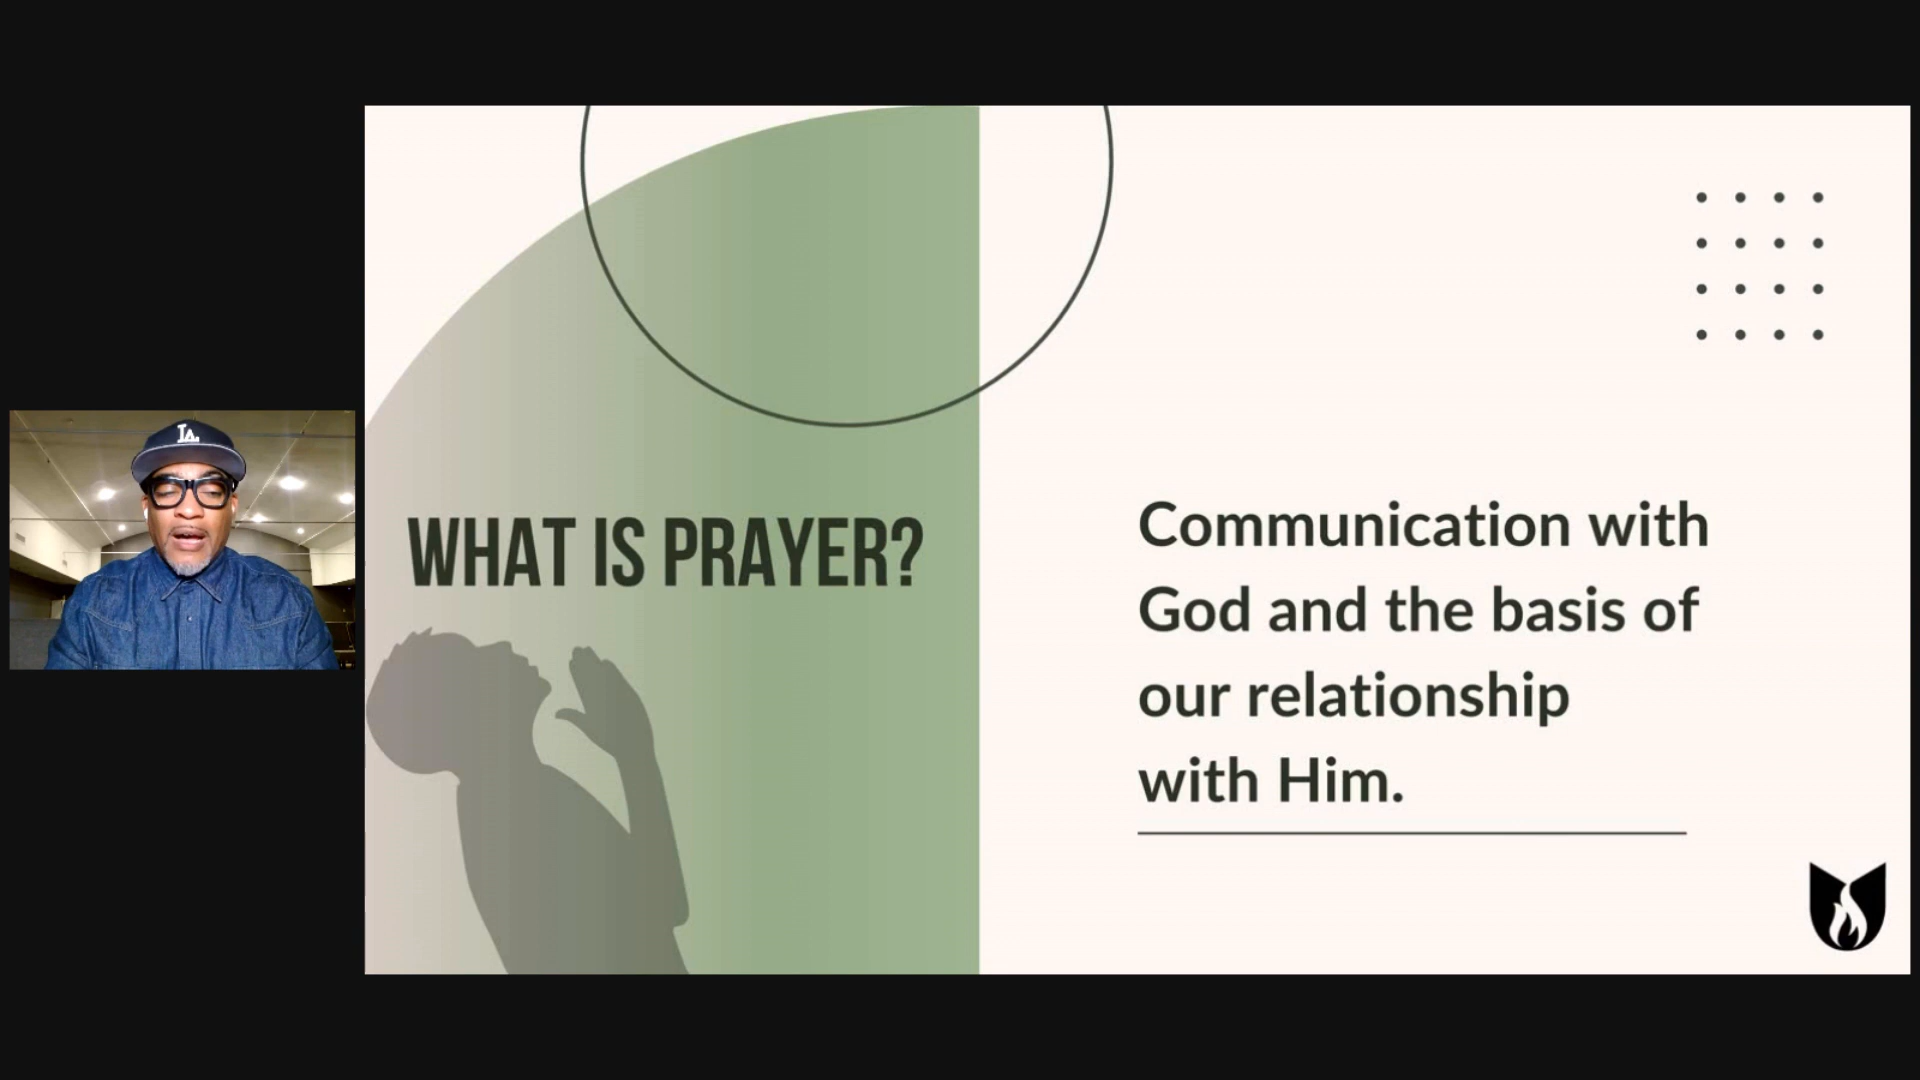 LA
WHAT IS PRAYER?
Communication with
God and the basis of
our relationship
with Him.